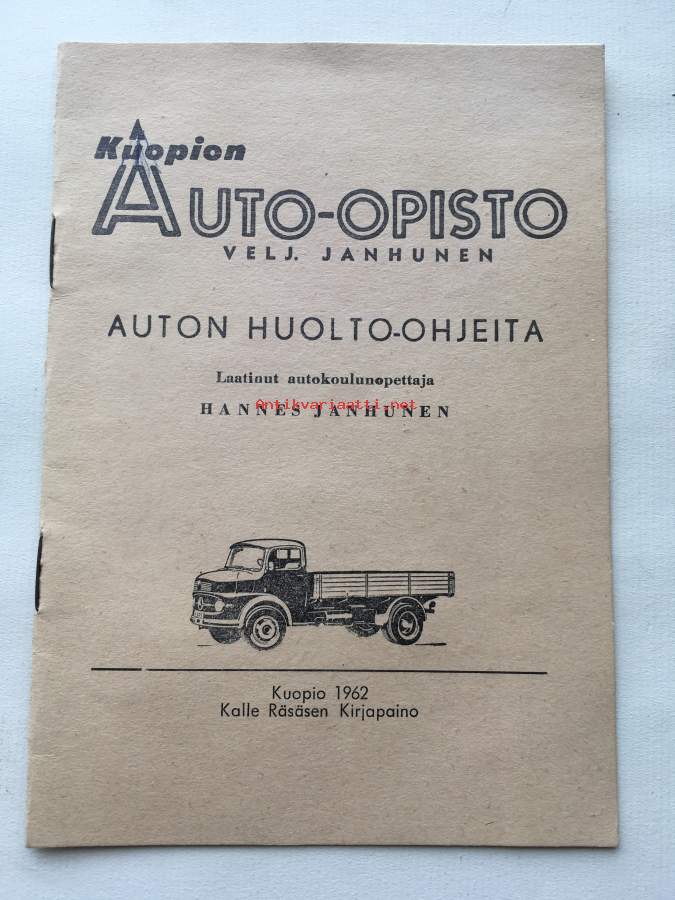 Kuopion
AUTO-OPISTO
VELJ. JANHUNEN
AUTON HUOLTO-OHJEITA
Laatinut autokoulunopettaja
HANNES JANHUNEN
Antikvariaatti.net
Kuopio 1962
Kalle Räsäsen Kirjapaino